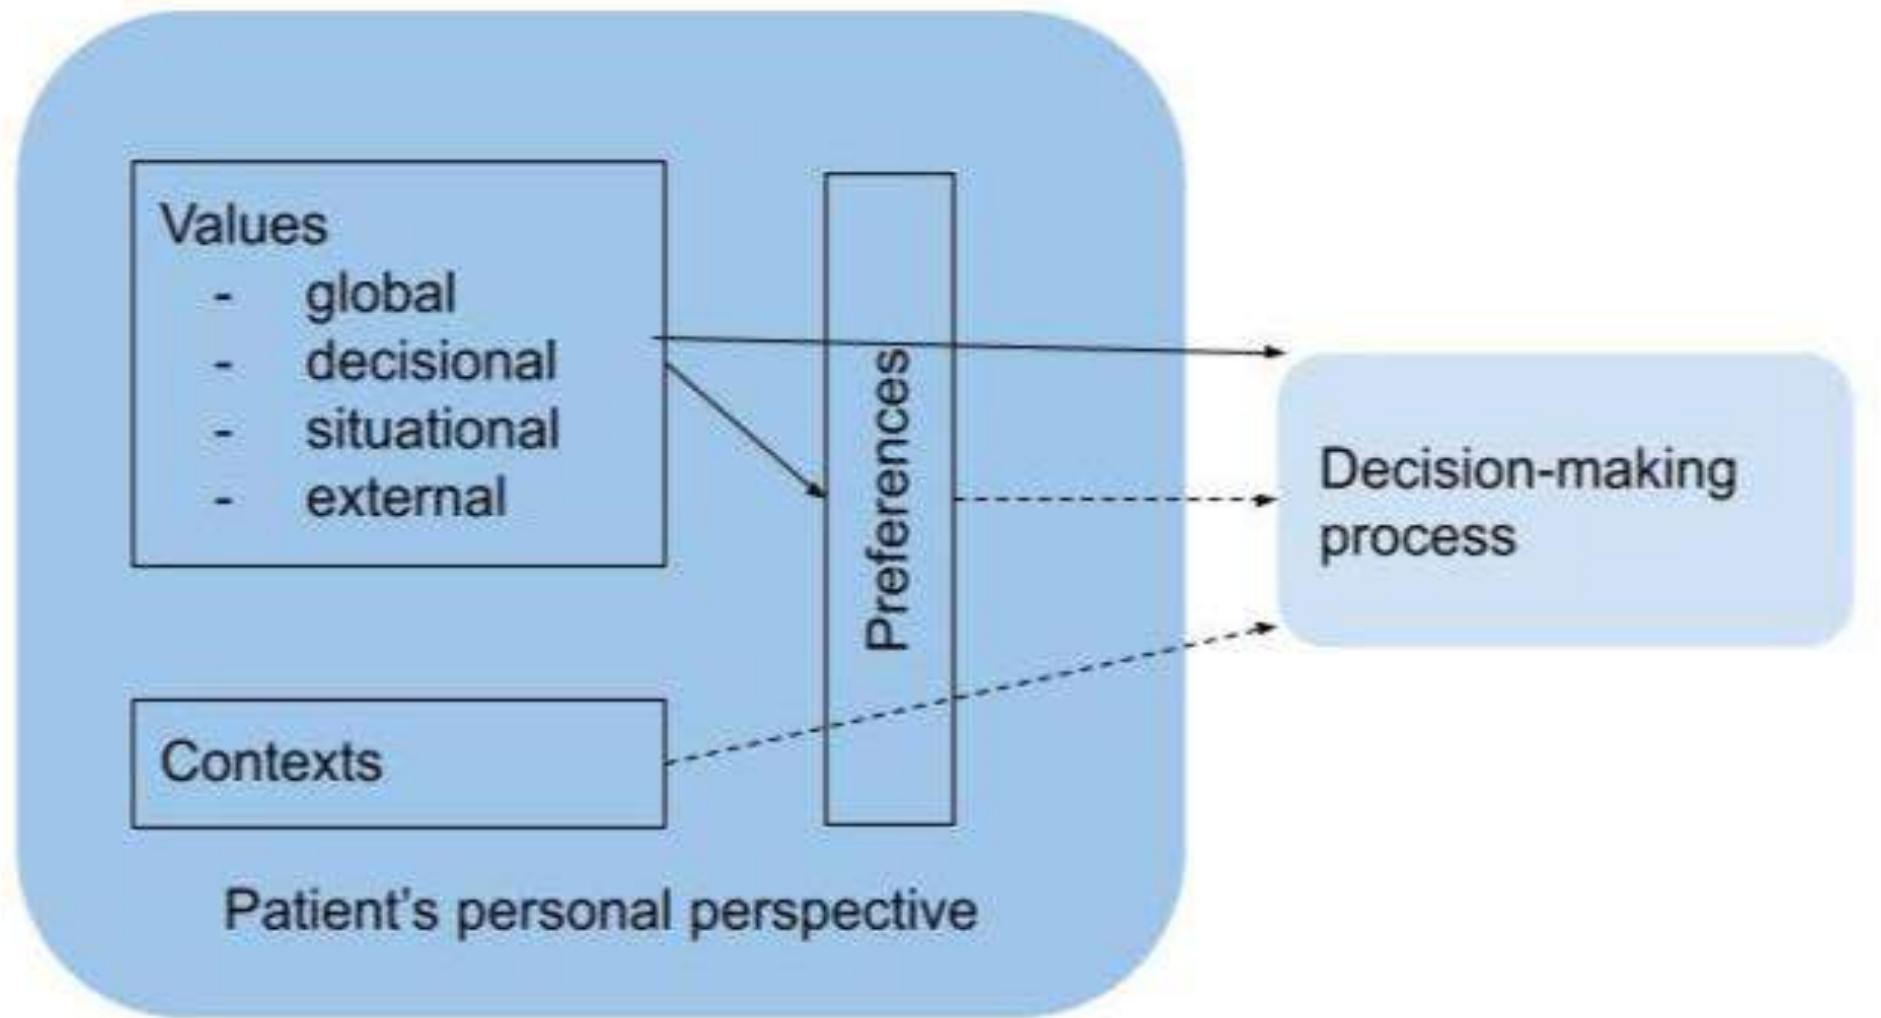 Values
- global
- decisional
- situational
- external
Preferences
Decision-making
process
Contexts
Patient's personal perspective